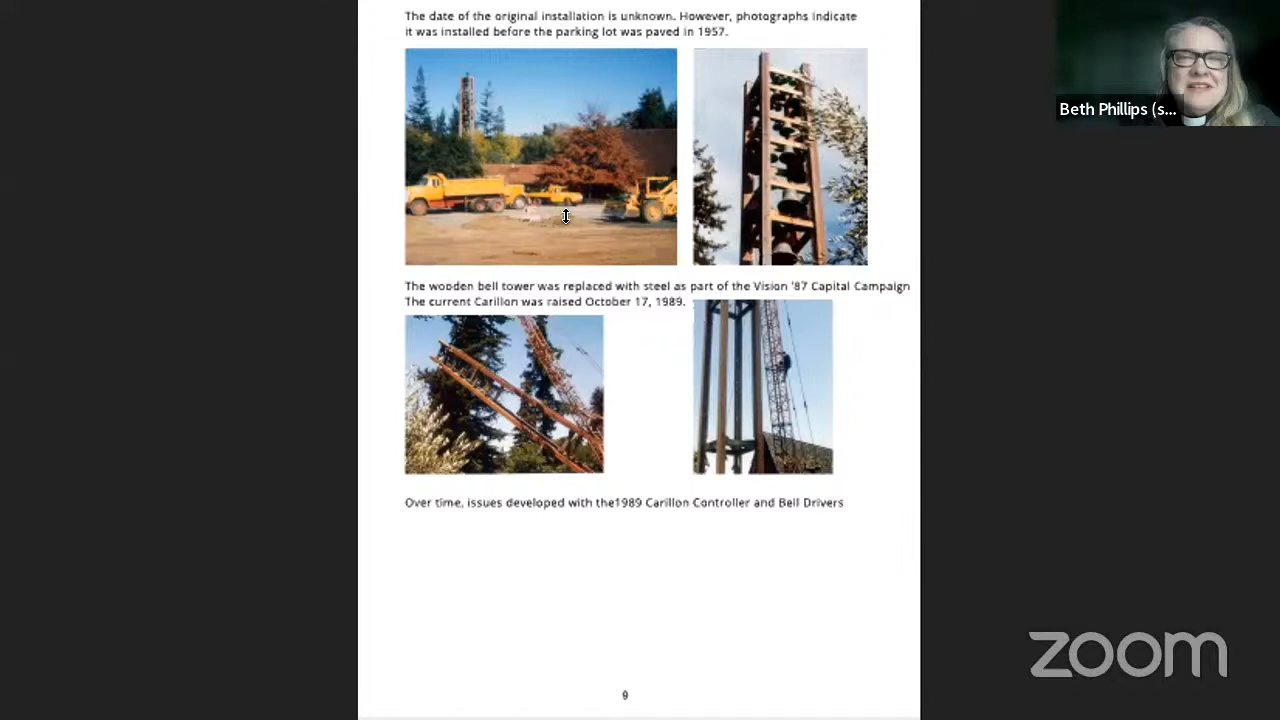 The date of the original installation is unknown. However, photographs indicate
it was installed before the parking lot was paved in 1957.
Beth Phillips (s...
The wooden bell tower was replaced with steel as part of the Vision '87 Capital Campaign
The current Carillon was raised October 17, 1989.
Over time, issues developed with the1989 Carillon Controller and Bell Drivers
zoom
9